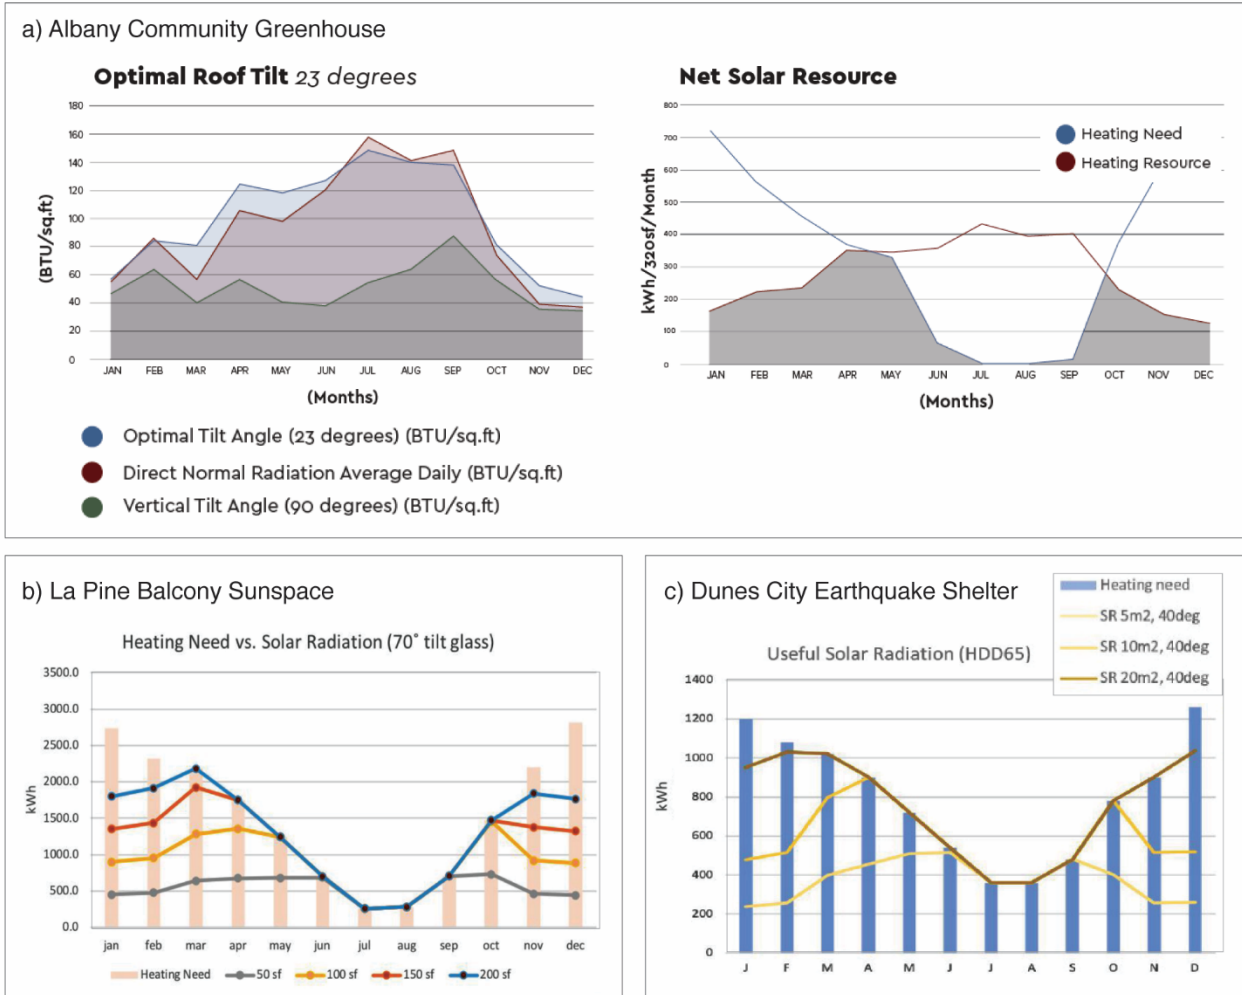 a) Albany Community Greenhouse
Optimal Roof Tilt 23 degrees
180
160
140
120
100
80
60
40
20
0
(BTU/sq.ft)
JAN FEB MAR APR MAY JUN JUL AUG SEP OCT NOV DEC
(Months)
Optimal Tilt Angle (23 degrees) (BTU/sq.ft)
Direct Normal Radiation Average Daily (BTU/sq.ft)
Vertical Tilt Angle (90 degrees) (BTU/sq.ft)
Net Solar Resource
800
700
600
500
400
300
200
100
0
kWh/320sf/Month
Heating Need
Heating Resource
JAN FEB MAR APR MAY JUN JUL AUG SEP OCT NOV DEC
(Months)
b) La Pine Balcony Sunspace
Heating Need vs. Solar Radiation (70˚ tilt glass)
3500.0
3000.0
2500.0
2000.0
1500.0
1000.0
500.0
0.0
kWh
jan feb mar apr may jun jul aug sep oct nov dec
Heating Need 50 sf 100 sf 150 sf 200 sf
c) Dunes City Earthquake Shelter
Heating need
SR 5m2, 40deg
SR 10m2, 40deg
SR 20m2, 40deg
Useful Solar Radiation (HDD65)
1400
1200
1000
800
600
400
200
0
kWh
J F M A M J J A S O N D